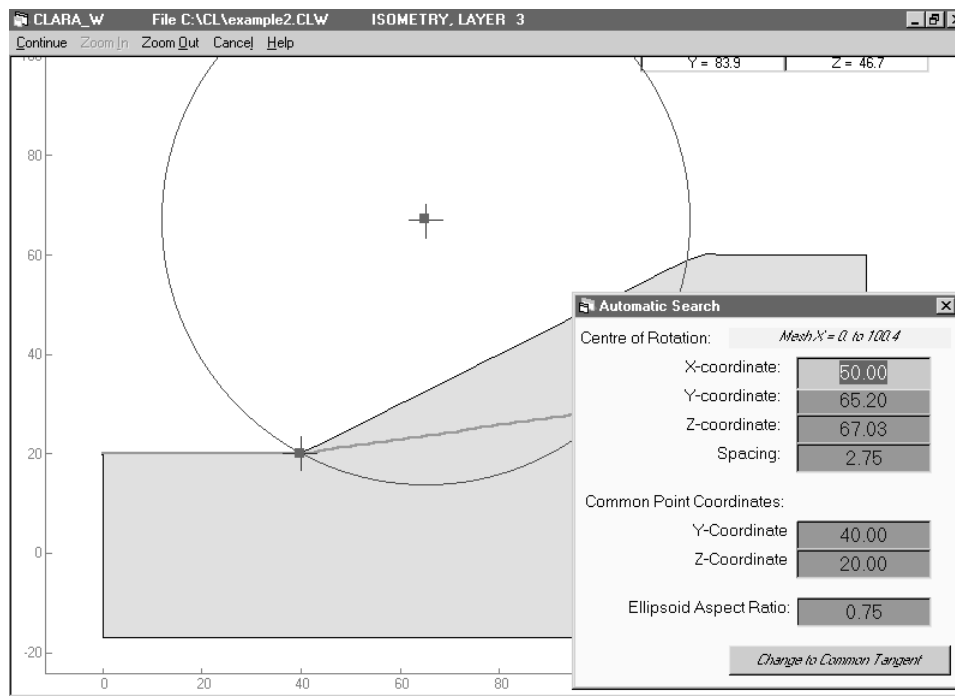 CLARA_W File C:\CL\example2.CLW ISOMETRY, LAYER 3
Continue Zoom In Zoom Out Cancel Help
100
Y = 83.9 Z = 46.7
80
60
40
20
0
-20
0 20 40 60 80
Automatic Search
Centre of Rotation: Mesh X = 0. to 100.4
X-coordinate: 50.00
Y-coordinate: 65.20
Z-coordinate: 67.03
Spacing: 2.75
Common Point Coordinates:
Y-Coordinate 40.00
Z-Coordinate 20.00
Ellipsoid Aspect Ratio: 0.75
Change to Common Tangent